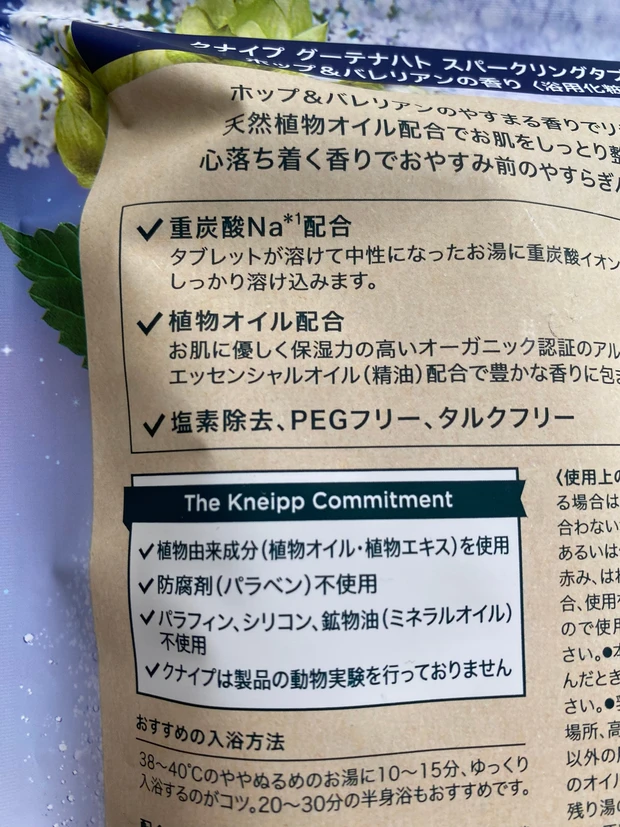 クナイプ グーテナハト スパークリングタブ
ホップ&バレリアンの香り〈浴用化粧
ホップ&バレリアンのやすまる香りでリ
天然植物オイル配合でお肌をしっとり整
心落ち着く香りでおやすみ前のやすらぎ
✓重炭酸Na*1配合
タブレットが溶けて中性になったお湯に重炭酸イオン
しっかり溶け込みます。
✓植物オイル配合
お肌に優しく保湿力の高いオーガニック認証のアル
エッセンシャルオイル(精油)配合で豊かな香りに包ま
✓塩素除去、PEGフリー、タルクフリー
The Kneipp Commitment
✓植物由来成分(植物オイル・植物エキス)を使用
✓防腐剤(パラベン)不使用
✓パラフィン、シリコン、鉱物油(ミネラルオイル)
不使用
✓クナイプは製品の動物実験を行っておりません
おすすめの入浴方法
38〜40℃のややぬるめのお湯に10〜15分、ゆっくり
入浴するのがコツ。20〜30分の半身浴もおすすめです。
〈使用上の
る場合は
合わない
あるいは
赤み、はれ
合、使用
ので使用
さい。●本
んだとき
さい。●乳
場所、高
以外の用
のオイル
残り湯の